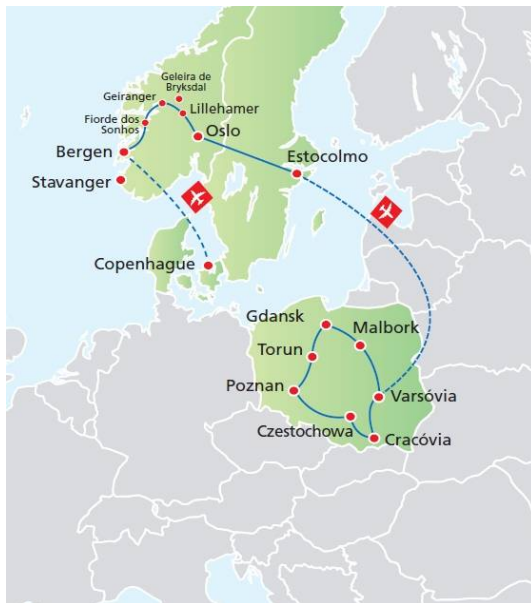 Geleira de
Bryksdal
Geiranger
Lillehamer
Fiorde dos
Sonhos
Oslo
Bergen
Estocolmo
Stavanger
Copenhague
Gdansk
Malbork
Torun
Poznan
Varsóvia
Czestochowa
Cracóvia